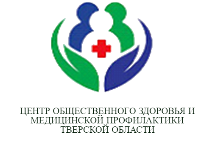 ЦЕНТР ОБЩЕСТВЕННОГО ЗДОРОВЬЯ И
МЕДИЦИНСКОЙ ПРОФИЛАКТИКИ
ТВЕРСКОЙ ОБЛАСТИ